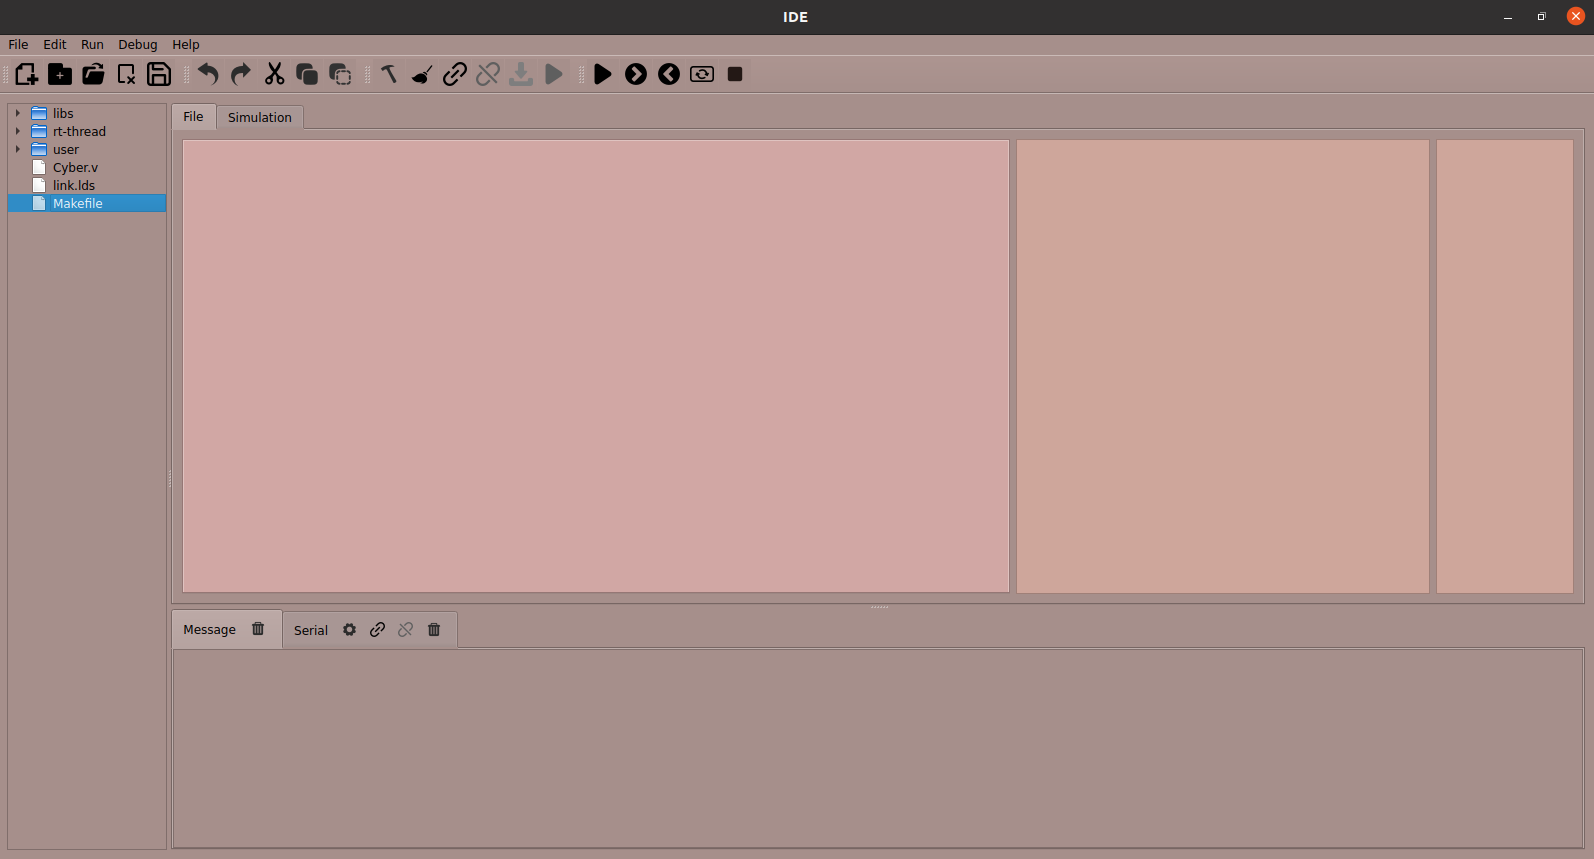 IDE
File Edit Run Debug Help
libs
rt-thread
user
Cyber.v
link.lds
Makefile
File Simulation
Message Serial